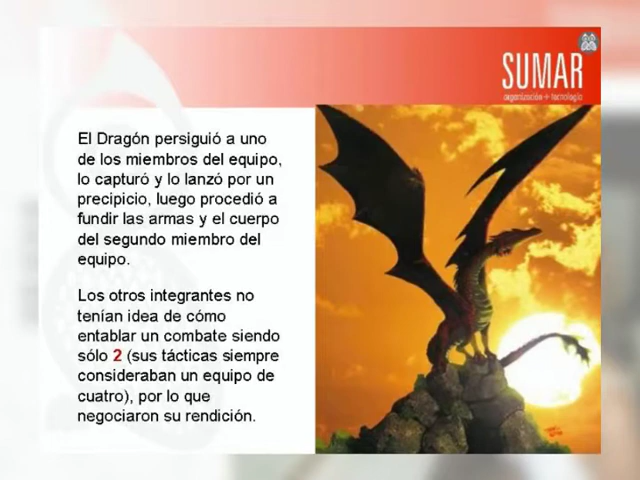 SUMAR
organización + tecnología
El Dragón persiguió a uno
de los miembros del equipo,
lo capturó y lo lanzó por un
precipicio, luego procedió a
fundir las armas y el cuerpo
del segundo miembro del
equipo.
Los otros integrantes no
tenían idea de cómo
entablar un combate siendo
sólo 2 (sus tácticas siempre
consideraban un equipo de
cuatro), por lo que
negociaron su rendición.